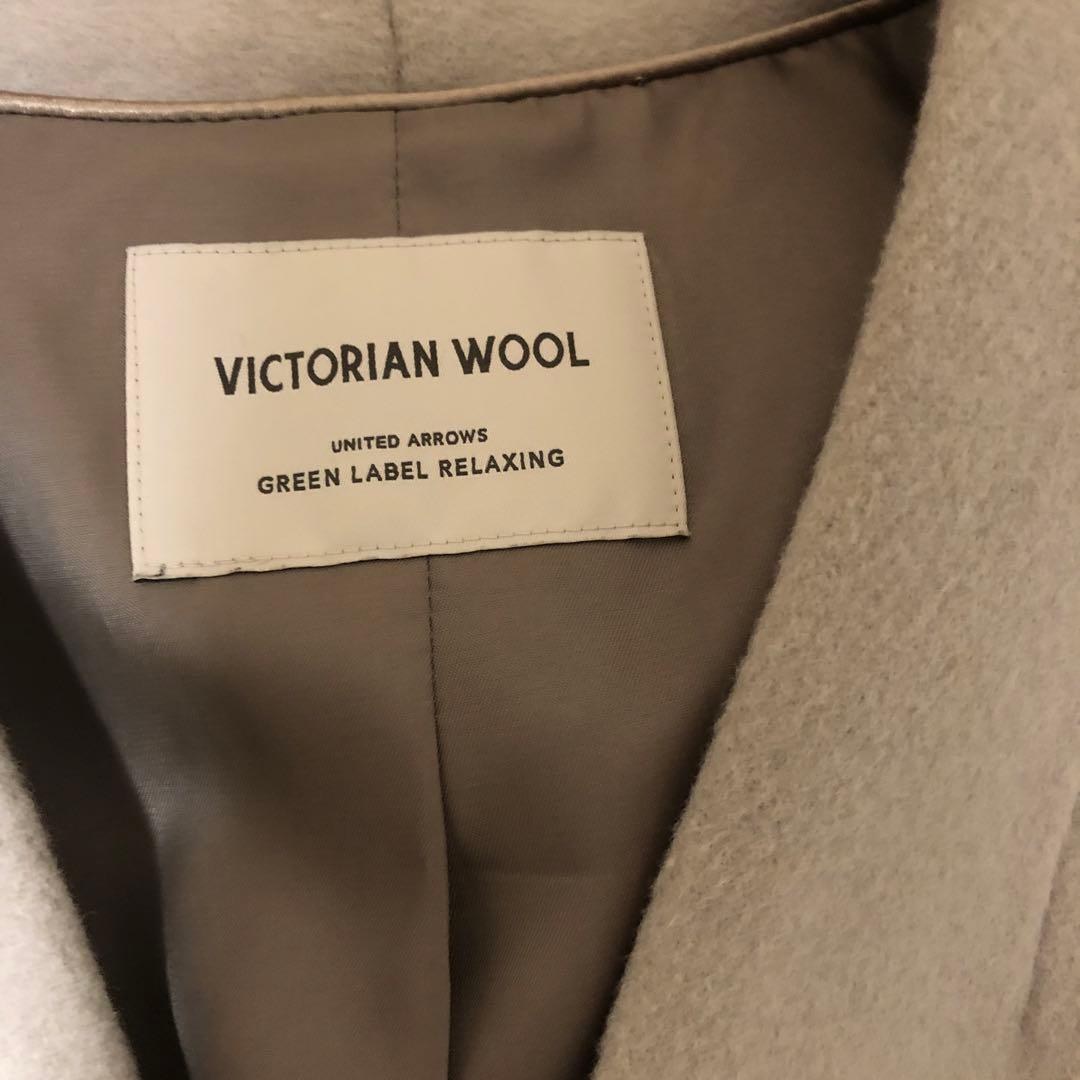 VICTORIAN WOOL
UNITED ARROWS
GREEN LABEL RELAXING